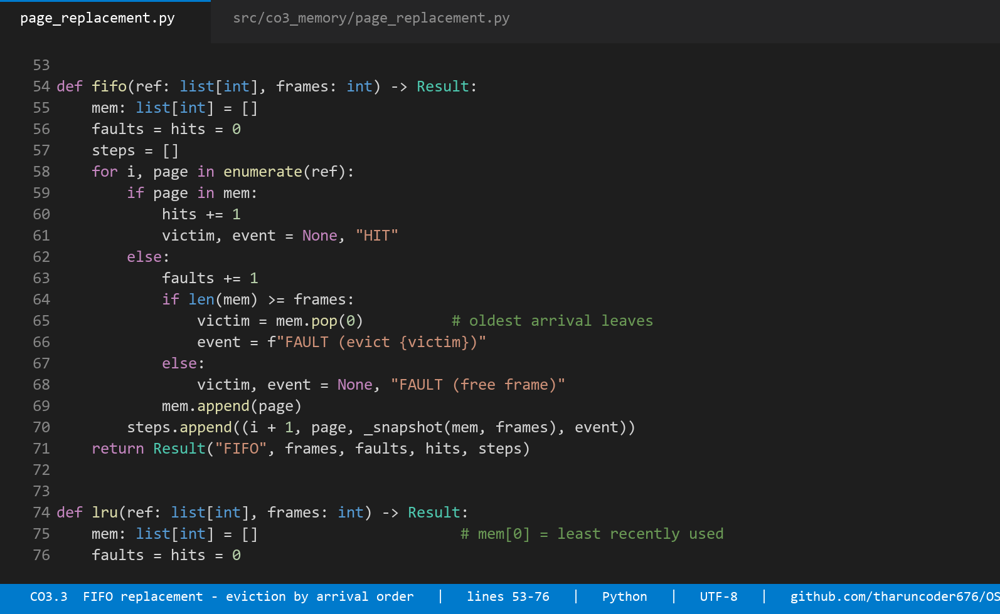 page_replacement.py    src/co3_memory/page_replacement.py
53
54 def fifo(ref: list[int], frames: int) -> Result:
55     mem: list[int] = []
56     faults = hits = 0
57     steps = []
58     for i, page in enumerate(ref):
59         if page in mem:
60             hits += 1
61             victim, event = None, "HIT"
62         else:
63             faults += 1
64             if len(mem) >= frames:
65                 victim = mem.pop(0)          # oldest arrival leaves
66                 event = f"FAULT (evict {victim})"
67             else:
68                 victim, event = None, "FAULT (free frame)"
69             mem.append(page)
70         steps.append((i + 1, page, _snapshot(mem, frames), event))
71     return Result("FIFO", frames, faults, hits, steps)
72
73
74 def lru(ref: list[int], frames: int) -> Result:
75     mem: list[int] = []                       # mem[0] = least recently used
76     faults = hits = 0
CO3.3  FIFO replacement - eviction by arrival order   |   lines 53-76   |   Python   |   UTF-8   |   github.com/tharuncoder676/OS